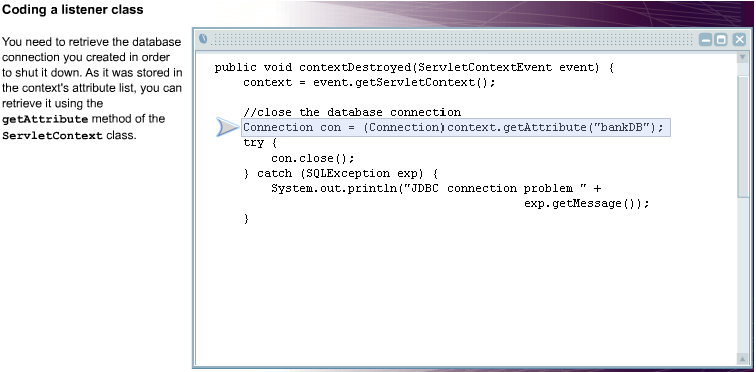 Coding a listener class
You need to retrieve the database
connection you created in order
to shut it down. As it was stored in
the context's attribute list, you can
retrieve it using the
getAttribute method of the
ServletContext class.
public void contextDestroyed(ServletContextEvent event) {
context = event.getServletContext();
//close the database connection
Connection con = (Connection)context.getAttribute("bankDB");
try {
con.close();
} catch (SQLException exp) {
System.out.println("JDBC connection problem " +
exp.getMessage());
}